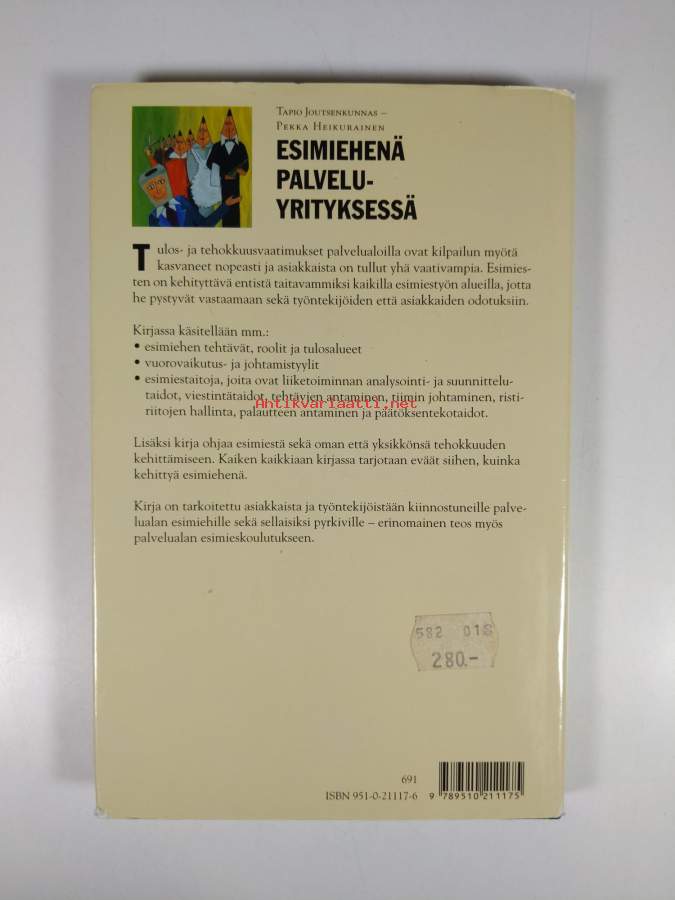 TAPIO JOUTSENKUNNAS –
PEKKA HEIKURAINEN
ESIMIEHENÄ
PALVELU-
YRITYKSESSÄ
Tulos- ja tehokkuusvaatimukset palvelualoilla ovat kilpailun myötä
kasvaneet nopeasti ja asiakkaista on tullut yhä vaativampia. Esimies-
ten on kehityttävä entistä taitavammiksi kaikilla esimiestyön alueilla, jotta
he pystyvät vastaamaan sekä työntekijöiden että asiakkaiden odotuksiin.
Kirjassa käsitellään mm.:
• esimiehen tehtävät, roolit ja tulosalueet
• vuorovaikutus- ja johtamistyylit
• esimiestaitoja, joita ovat liiketoiminnan analysointi- ja suunnittelu-
taidot, viestintätaidot, tehtävien antaminen, tiimin johtaminen, risti-
Antikvariaatti.net
riitojen hallinta, palautteen antaminen ja päätöksentekotaidot.
Lisäksi kirja ohjaa esimiestä sekä oman että yksikkönsä tehokkuuden
kehittämiseen. Kaiken kaikkiaan kirjassa tarjotaan eväät siihen, kuinka
kehittyä esimiehenä.
Kirja on tarkoitettu asiakkaista ja työntekijöistään kiinnostuneille palve-
lualan esimiehille sekä sellaisiksi pyrkiville – erinomainen teos myös
palvelualan esimieskoulutukseen.
582 01S
280.-
691
ISBN 951-0-21117-6
9 789510 211175